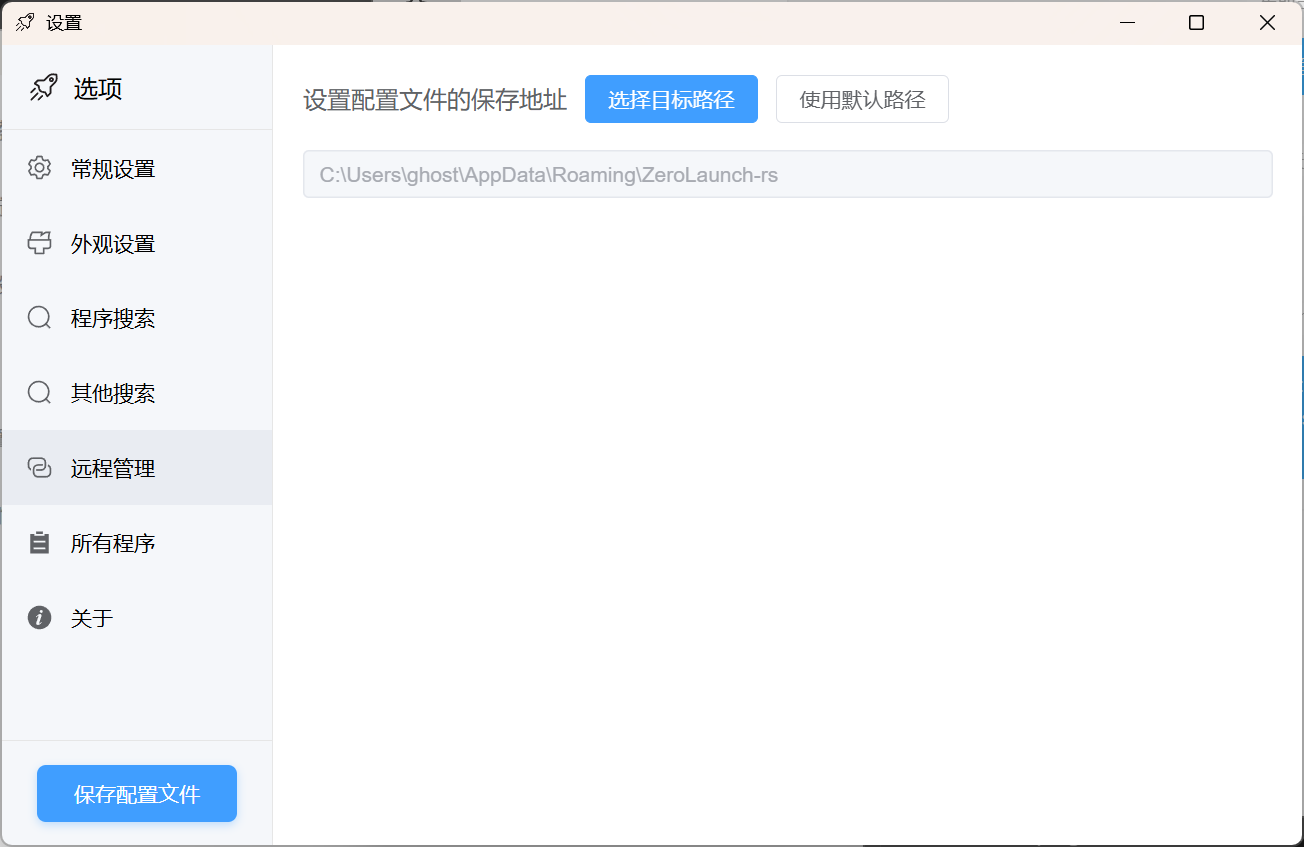 设置
选项
常规设置
外观设置
程序搜索
其他搜索
远程管理
所有程序
关于
保存配置文件
设置配置文件的保存地址 选择目标路径 使用默认路径
C:\Users\ghost\AppData\Roaming\ZeroLaunch-rs